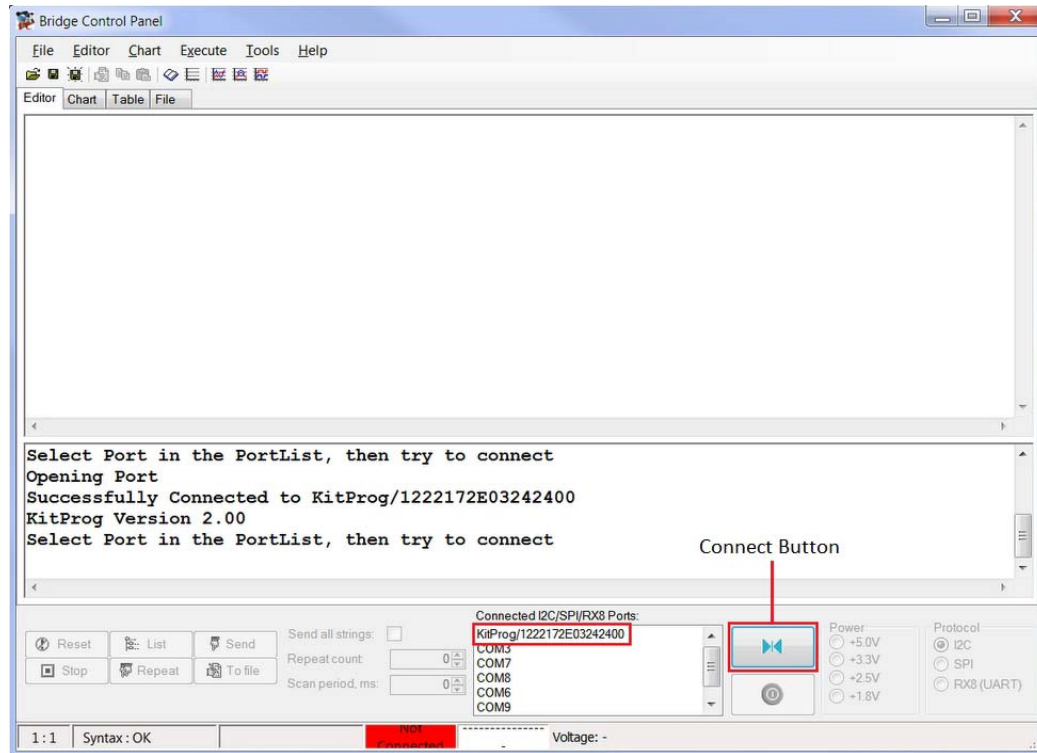 Bridge Control Panel
File Editor Chart Execute Tools Help
Editor Chart Table File
Select Port in the PortList, then try to connect
Opening Port
Successfully Connected to KitProg/1222172E03242400
KitProg Version 2.00
Select Port in the PortList, then try to connect
Connect Button
Connected I2C/SPI/RX8 Ports:
KitProg/1222172E03242400
COM3
COM7
COM8
COM6
COM9
Reset List Send
Stop Repeat To file
Send all strings:
Repeat count: 0
Scan period, ms: 0
Power
+5.0V
+3.3V
+2.5V
+1.8V
Protocol
I2C
SPI
RX8 (UART)
1:1 Syntax : OK Not Connected Voltage: -